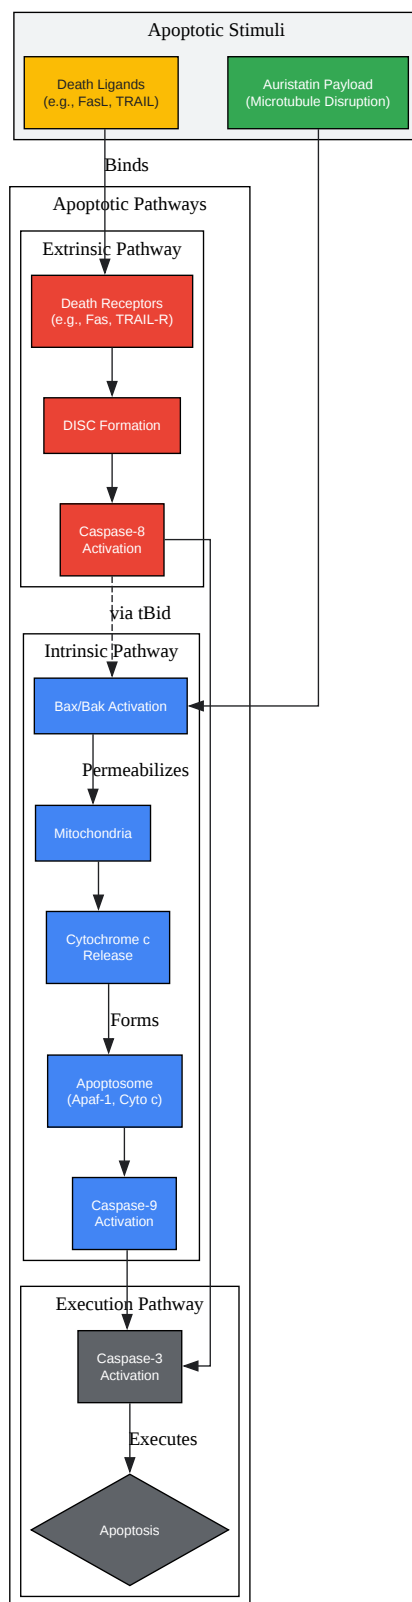 Apoptotic Stimuli
Death Ligands
(e.g., FasL, TRAIL)
Auristatin Payload
(Microtubule Disruption)
Binds
Apoptotic Pathways
Extrinsic Pathway
Death Receptors
(e.g., Fas, TRAIL-R)
DISC Formation
Caspase-8
Activation
via tBid
Intrinsic Pathway
Bax/Bak Activation
Permeabilizes
Mitochondria
Cytochrome c
Release
Forms
Apoptosome
(Apaf-1, Cyto c)
Caspase-9
Activation
Execution Pathway
Caspase-3
Activation
Executes
Apoptosis